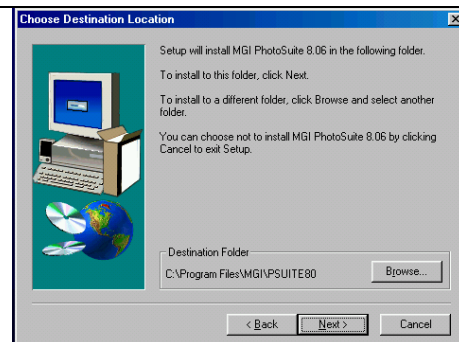 Choose Destination Location
Setup will install MGI PhotoSuite 8.06 in the following folder.
To install to this folder, click Next.
To install to a different folder, click Browse and select another
folder.
You can choose not to install MGI PhotoSuite 8.06 by clicking
Cancel to exit Setup.
Destination Folder
C:\Program Files\MGI\PSUITE80
Browse...
< Back
Next >
Cancel